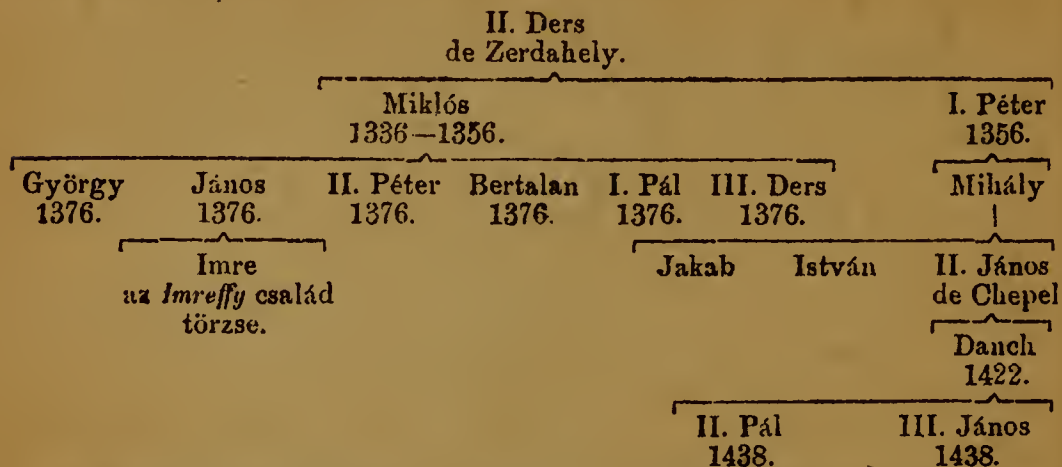 II. Ders
de Zerdahely.
Miklós I. Péter
1336—1356. 1356.
György János II. Péter Bertalan I. Pál III. Ders Mihály
1376. 1376. 1376. 1376. 1376. 1376.
Imre Jakab István II. János
az Imreffy család de Chepel
törzse.
Danch
1422.
II. Pál III. János
1438. 1438.